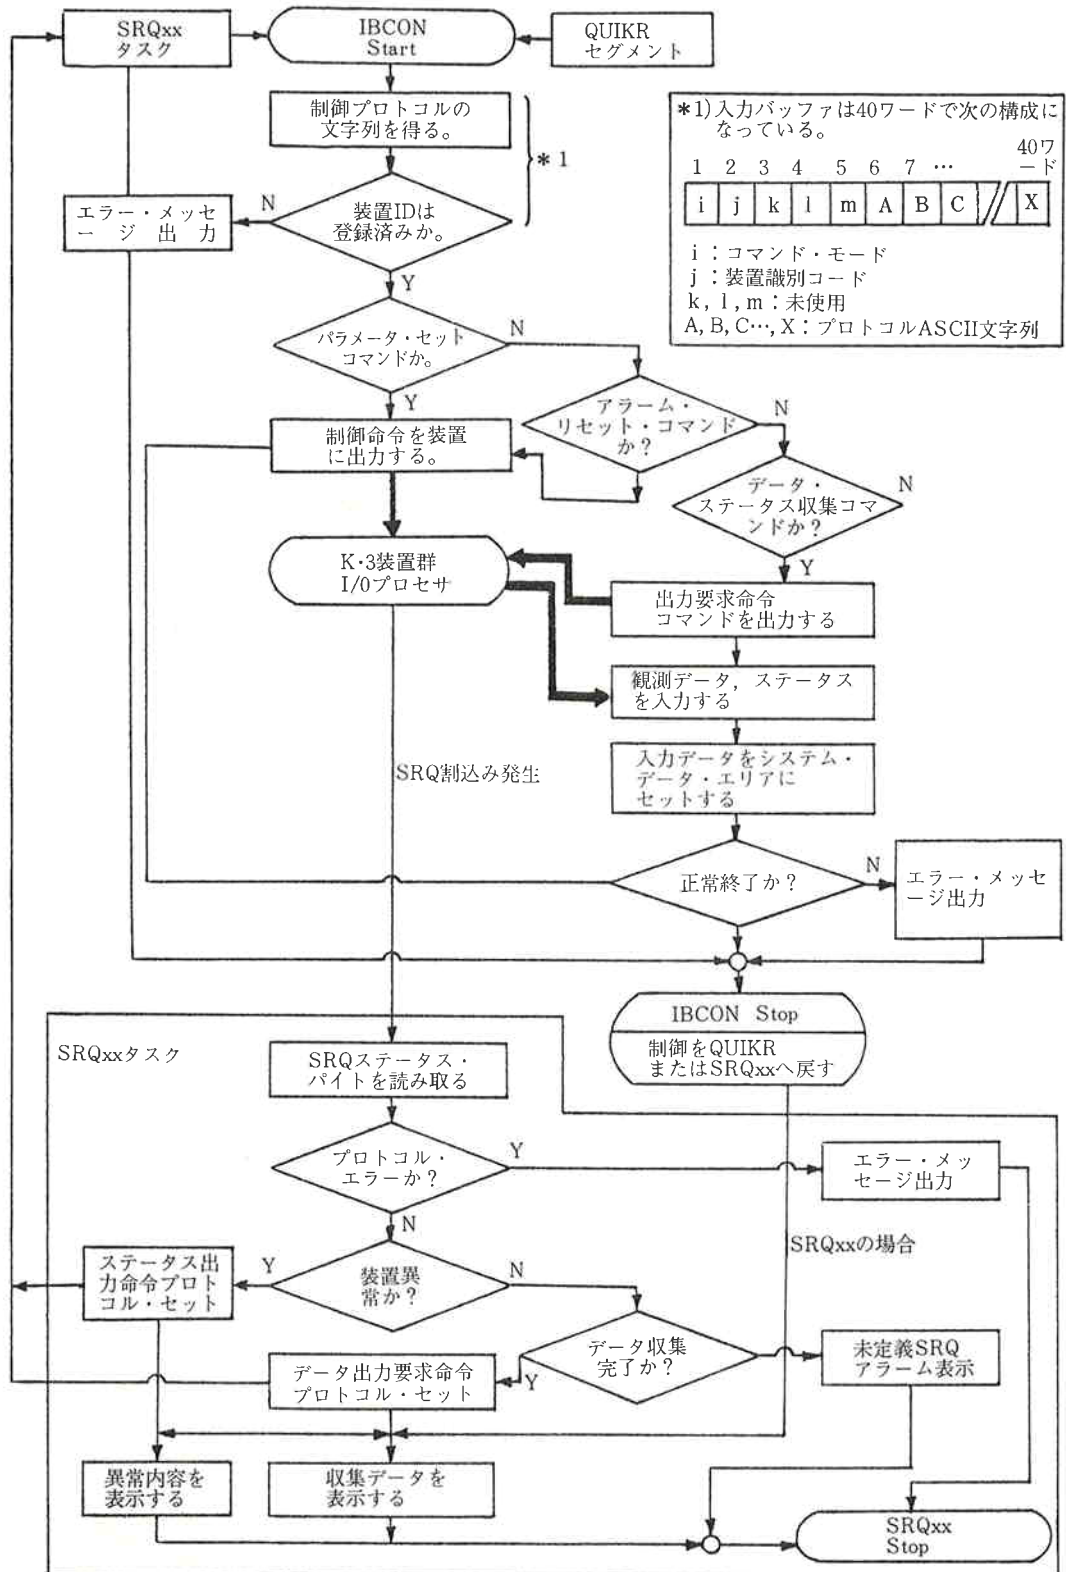 SRQxx
タスク
IBCON
Start
QUIKR
セグメント
制御プロトコルの
文字列を得る。
*1
*1)入力バッファは40ワードで次の構成に
なっている。
40ワ
ード
1 2 3 4 5 6 7 …
i j k l m A B C X
i：コマンド・モード
j：装置識別コード
k, l, m：未使用
A, B, C…, X：プロトコルASCII文字列
エラー・メッセ
ージ出力
N
装置IDは
登録済みか。
Y
パラメータ・セット
コマンドか。
N
Y
アラーム・
リセット・コマンド
か？
N
制御命令を装置
に出力する。
データ・
ステータス収集コマ
ンドか？
N
Y
K・3装置群
I/0プロセサ
出力要求命令
コマンドを出力する
観測データ，ステータス
を入力する
入力データをシステム・
データ・エリアに
セットする
SRQ割込み発生
正常終了か？
N
エラー・メッセ
ージ出力
IBCON Stop
制御をQUIKR
またはSRQxxへ戻す
SRQxxタスク
SRQステータス・
バイトを読み取る
プロトコル・
エラーか？
Y
エラー・メッ
セージ出力
N
SRQxxの場合
ステータス出
力命令プロト
コル・セット
Y
装置異
常か？
N
データ収集
完了か？
Y
未定義SRQ
アラーム表示
データ出力要求命令
プロトコル・セット
異常内容を
表示する
収集データを
表示する
SRQxx
Stop